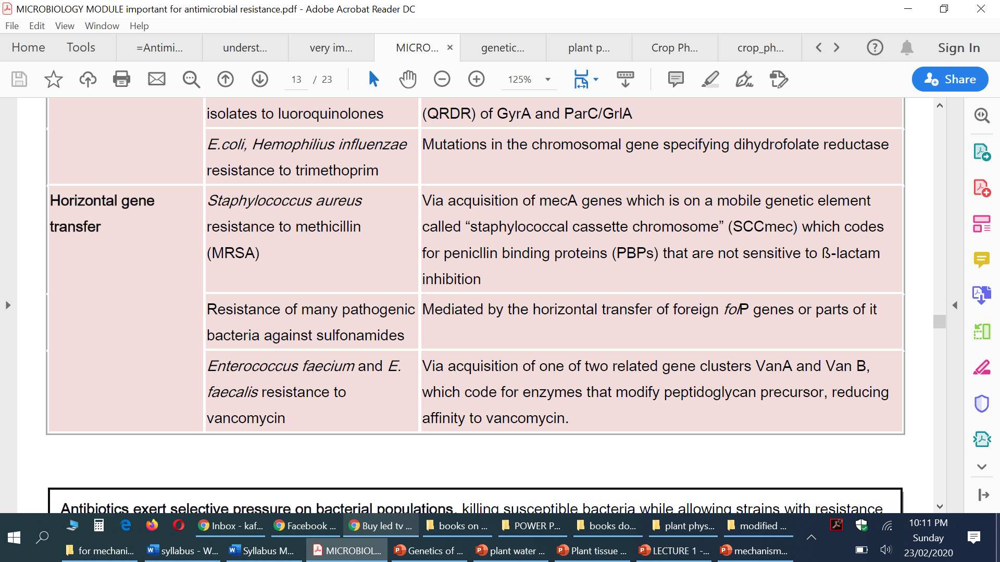 MICROBIOLOGY MODULE important for antimicrobial resistance.pdf - Adobe Acrobat Reader DC
File Edit View Window Help
Home Tools =Antimi... underst... very im... MICRO... × genetic... plant p... Crop Ph... crop_ph... Sign In
13 / 23 125% Share
isolates to luoroquinolones
(QRDR) of GyrA and ParC/GrlA
E.coli, Hemophilius influenzae
resistance to trimethoprim
Mutations in the chromosomal gene specifying dihydrofolate reductase
Horizontal gene
transfer
Staphylococcus aureus
resistance to methicillin
(MRSA)
Via acquisition of mecA genes which is on a mobile genetic element
called “staphylococcal cassette chromosome” (SCCmec) which codes
for penicllin binding proteins (PBPs) that are not sensitive to ß-lactam
inhibition
Resistance of many pathogenic
bacteria against sulfonamides
Mediated by the horizontal transfer of foreign folP genes or parts of it
Enterococcus faecium and E.
faecalis resistance to
vancomycin
Via acquisition of one of two related gene clusters VanA and Van B,
which code for enzymes that modify peptidoglycan precursor, reducing
affinity to vancomycin.
Antibiotics exert selective pressure on bacterial populations, killing susceptible bacteria while allowing strains with resistance
Inbox - kaf... Facebook ... Buy led tv ... books on ... POWER P... books do... plant phys... modified ...
for mechani... syllabus - W... Syllabus M... MICROBIOL... Genetics of ... plant water ... Plant tissue ... LECTURE 1 -... mechanism...
10:11 PM
Sunday
23/02/2020